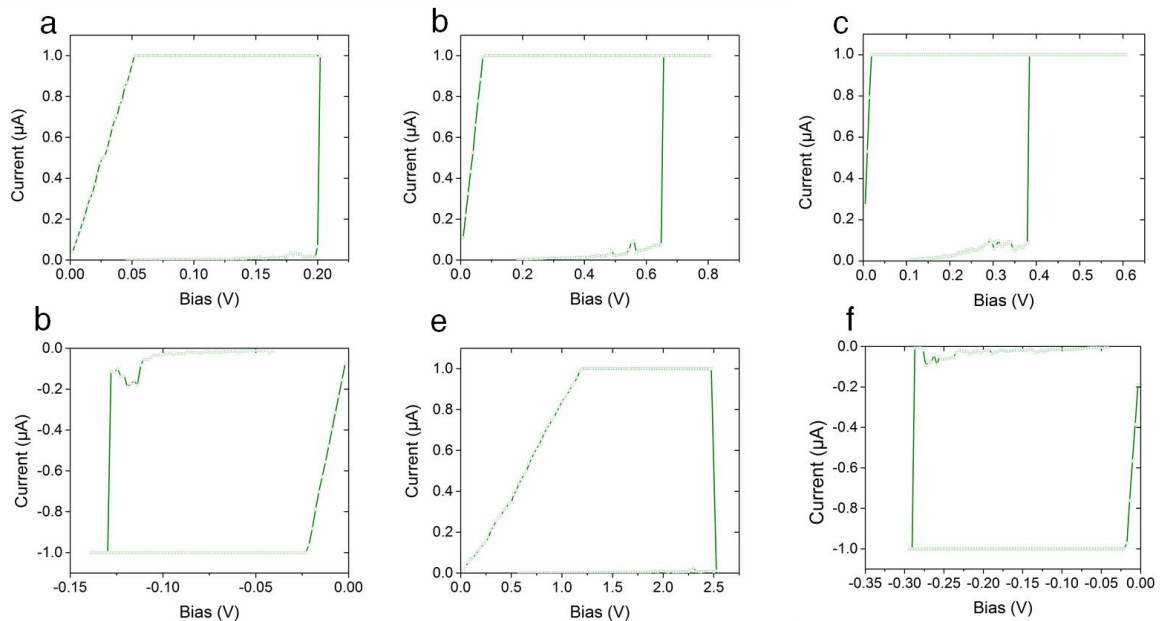 a
1.0
0.8
0.6
0.4
0.2
0.0
Current (µA)
0.00 0.05 0.10 0.15 0.20
Bias (V)
b
1.0
0.8
0.6
0.4
0.2
0.0
Current (µA)
0.0 0.2 0.4 0.6 0.8
Bias (V)
c
1.0
0.8
0.6
0.4
0.2
0.0
Current (µA)
0.0 0.1 0.2 0.3 0.4 0.5 0.6
Bias (V)
b
0.0
-0.2
-0.4
-0.6
-0.8
-1.0
Current (µA)
-0.15 -0.10 -0.05 0.00
Bias (V)
e
1.0
0.8
0.6
0.4
0.2
0.0
Current (µA)
0.0 0.5 1.0 1.5 2.0 2.5
Bias (V)
f
0.0
-0.2
-0.4
-0.6
-0.8
-1.0
Current (µA)
-0.35 -0.30 -0.25 -0.20 -0.15 -0.10 -0.05 0.00
Bias (V)